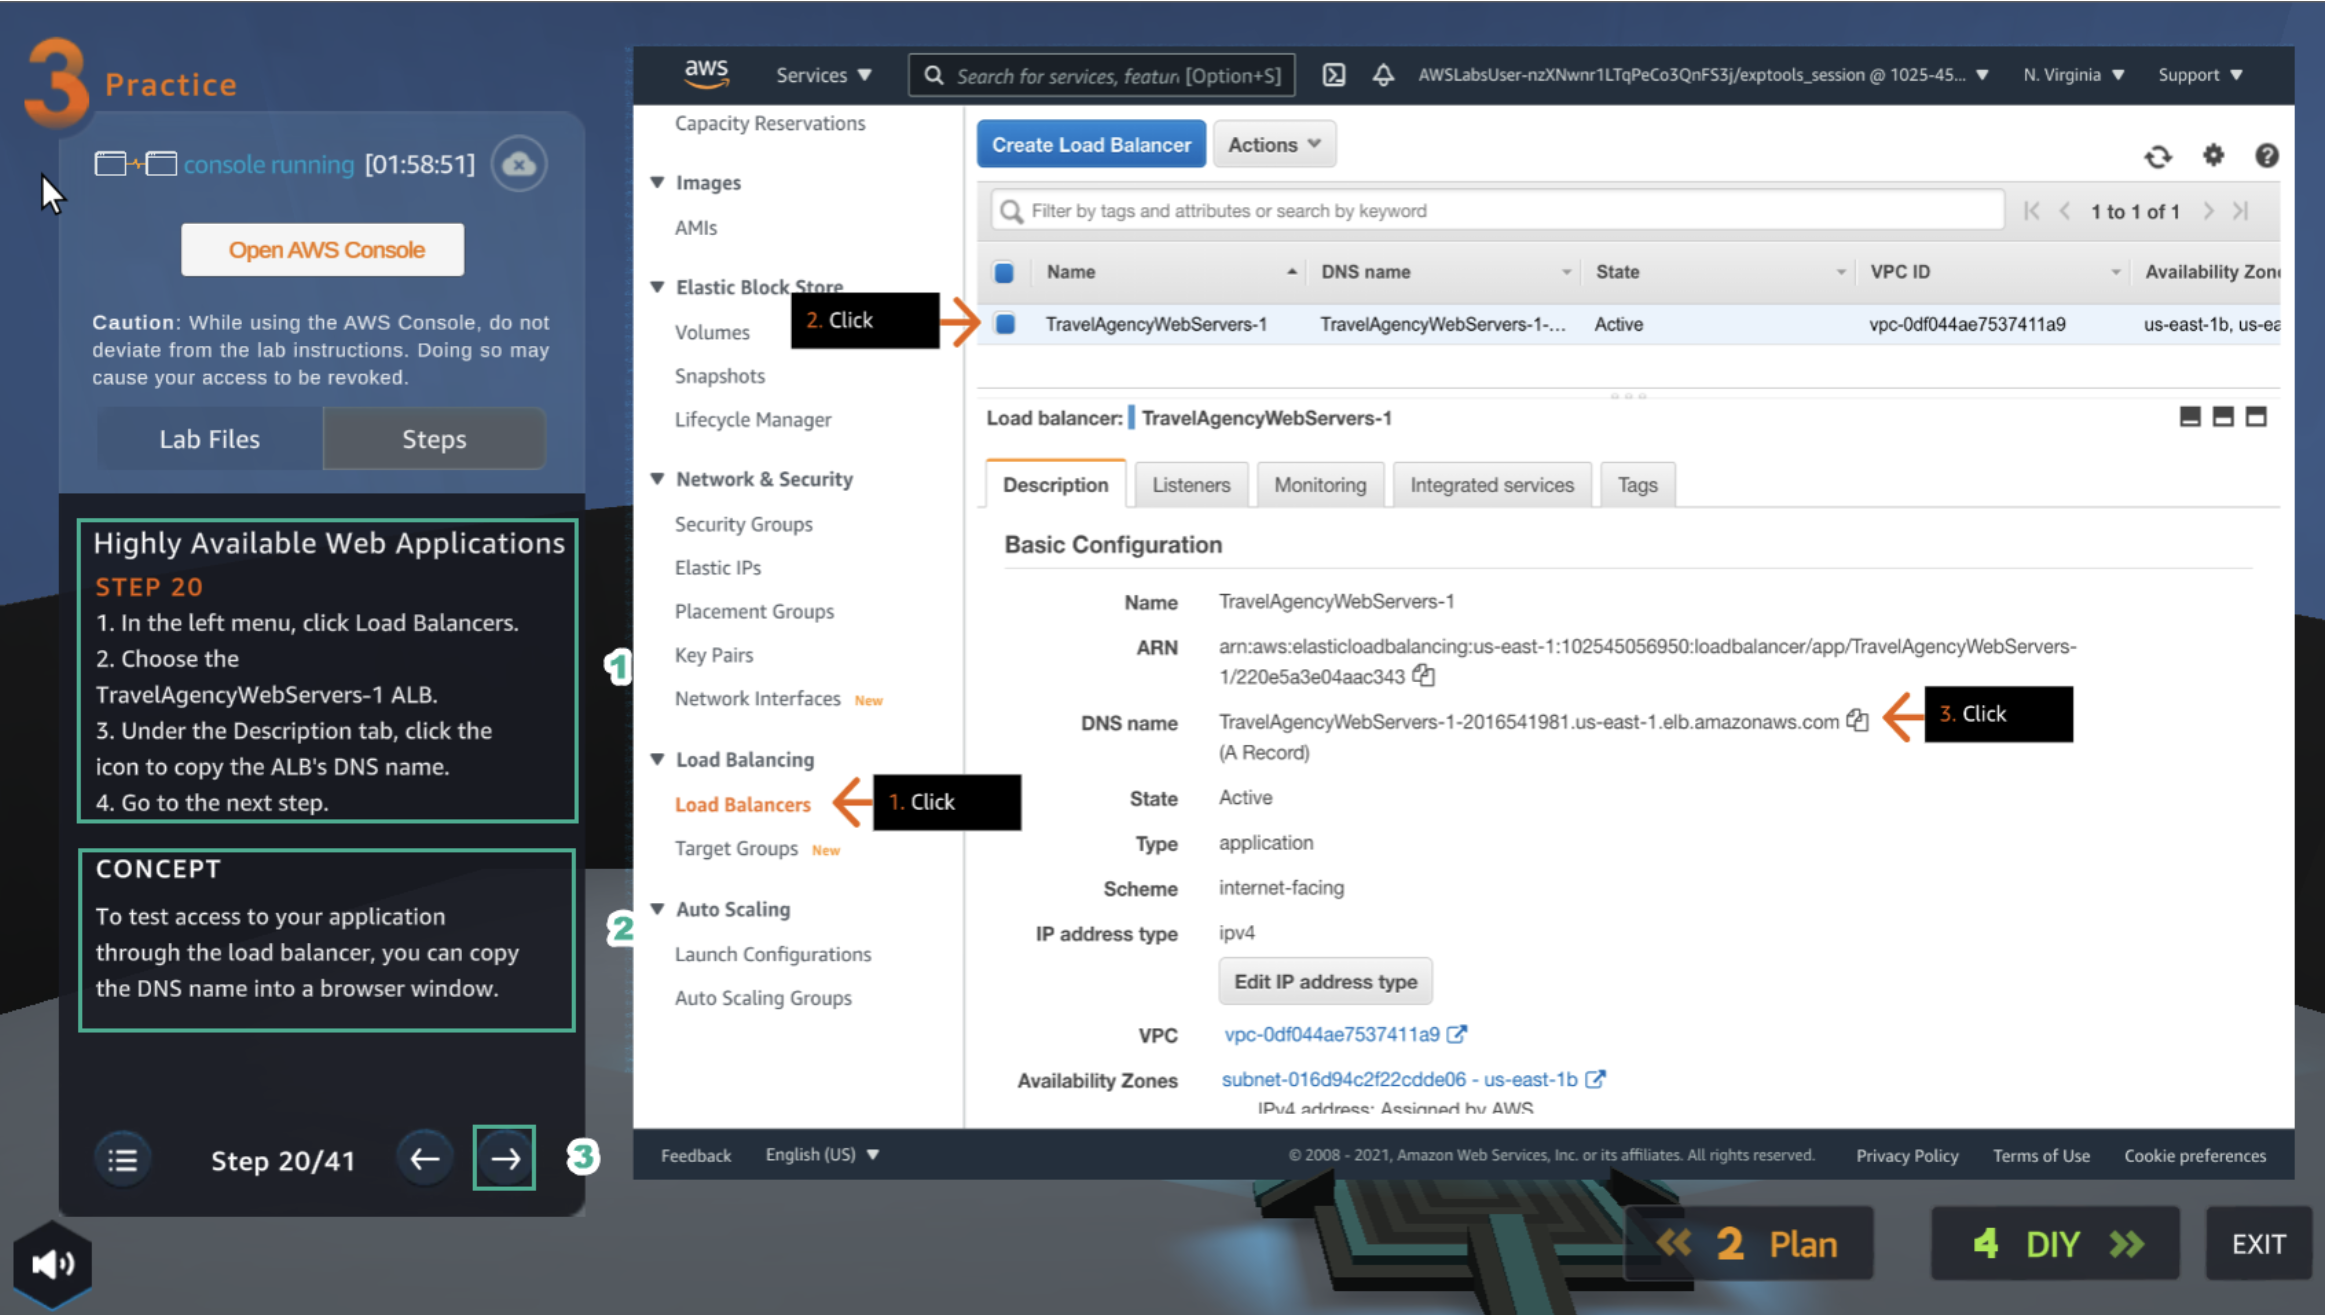 3 Practice
console running [01:58:51]
Open AWS Console
Caution: While using the AWS Console, do not
deviate from the lab instructions. Doing so may
cause your access to be revoked.
Lab Files
Steps
Highly Available Web Applications
STEP 20
1. In the left menu, click Load Balancers.
2. Choose the
TravelAgencyWebServers-1 ALB.
3. Under the Description tab, click the
icon to copy the ALB's DNS name.
4. Go to the next step.
1
CONCEPT
To test access to your application
through the load balancer, you can copy
the DNS name into a browser window.
2
Step 20/41
3
aws
Services
Search for services, featur [Option+S]
AWSLabsUser-nzXNwnr1LTqPeCo3QnFS3j/exptools_session @ 1025-45...
N. Virginia
Support
Capacity Reservations
Images
AMIs
Elastic Block Store
Volumes
Snapshots
Lifecycle Manager
Network & Security
Security Groups
Elastic IPs
Placement Groups
Key Pairs
Network Interfaces New
Load Balancing
Load Balancers
1. Click
Target Groups New
Auto Scaling
Launch Configurations
Auto Scaling Groups
Create Load Balancer
Actions
Filter by tags and attributes or search by keyword
1 to 1 of 1
Name DNS name State VPC ID Availability Zon
2. Click
TravelAgencyWebServers-1 TravelAgencyWebServers-1-... Active vpc-0df044ae7537411a9 us-east-1b, us-ea
Load balancer: TravelAgencyWebServers-1
Description Listeners Monitoring Integrated services Tags
Basic Configuration
Name TravelAgencyWebServers-1
ARN arn:aws:elasticloadbalancing:us-east-1:102545056950:loadbalancer/app/TravelAgencyWebServers-
1/220e5a3e04aac343
DNS name TravelAgencyWebServers-1-2016541981.us-east-1.elb.amazonaws.com
(A Record)
3. Click
State Active
Type application
Scheme internet-facing
IP address type ipv4
Edit IP address type
VPC vpc-0df044ae7537411a9
Availability Zones subnet-016d94c2f22cdde06 - us-east-1b
IPv4 address: Assigned by AWS
Feedback English (US)
© 2008 - 2021, Amazon Web Services, Inc. or its affiliates. All rights reserved. Privacy Policy Terms of Use Cookie preferences
2 Plan
4 DIY
EXIT